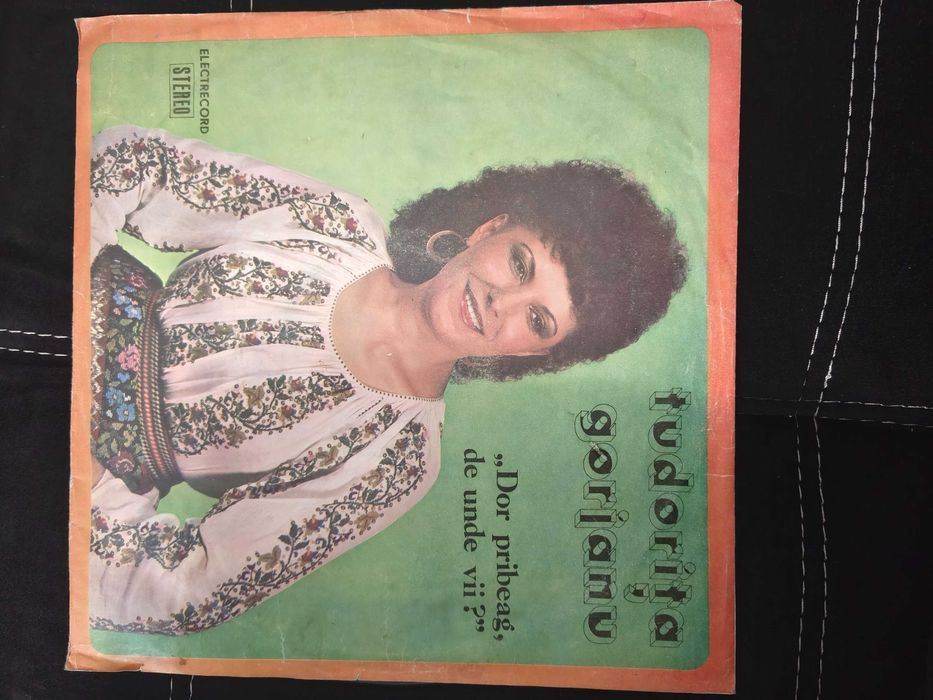 ELECTRECORD
STEREO
tudorița
gorjanu
„Dor pribeag,
de unde vii?”